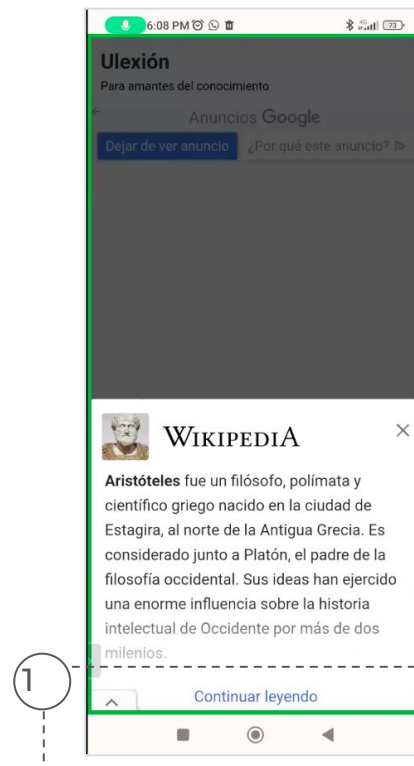 6:08 PM
73
Ulexión
Para amantes del conocimiento
Anuncios Google
Dejar de ver anuncio ¿Por qué este anuncio?
WIKIPEDIA
Aristóteles fue un filósofo, polímata y
científico griego nacido en la ciudad de
Estagira, al norte de la Antigua Grecia. Es
considerado junto a Platón, el padre de la
filosofía occidental. Sus ideas han ejercido
una enorme influencia sobre la historia
intelectual de Occidente por más de dos
milenios.
1
Continuar leyendo